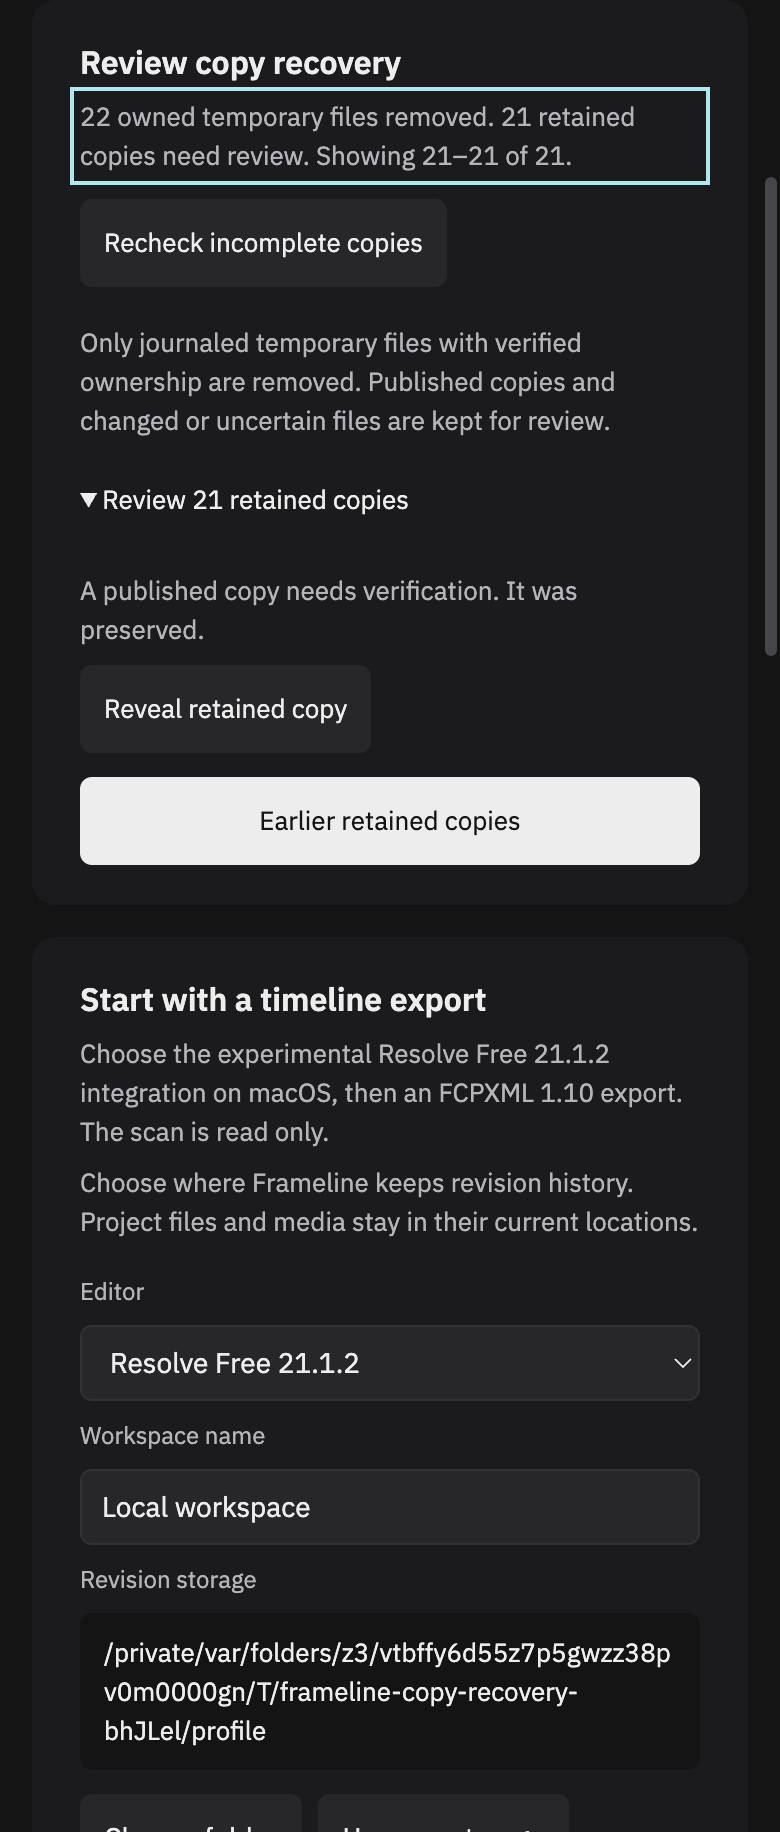 Review copy recovery
22 owned temporary files removed. 21 retained
copies need review. Showing 21–21 of 21.
Recheck incomplete copies
Only journaled temporary files with verified
ownership are removed. Published copies and
changed or uncertain files are kept for review.
Review 21 retained copies
A published copy needs verification. It was
preserved.
Reveal retained copy
Earlier retained copies
Start with a timeline export
Choose the experimental Resolve Free 21.1.2
integration on macOS, then an FCPXML 1.10 export.
The scan is read only.
Choose where Frameline keeps revision history.
Project files and media stay in their current locations.
Editor
Resolve Free 21.1.2
Workspace name
Local workspace
Revision storage
/private/var/folders/z3/vtbffy6d55z7p5gwzz38p
v0m0000gn/T/frameline-copy-recovery-
bhJLel/profile